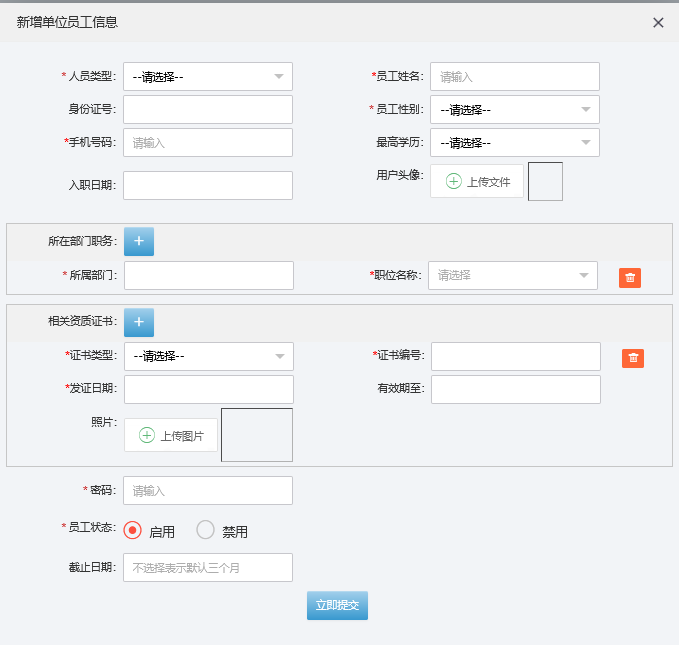 新增单位员工信息
* 人员类型: --请选择-- *员工姓名: 请输入
身份证号: * 员工性别: --请选择--
*手机号码: 请输入 最高学历: --请选择--
入职日期: 用户头像: 上传文件
所在部门职务: +
* 所属部门: *职位名称: 请选择
相关资质证书: +
*证书类型: --请选择-- *证书编号:
*发证日期: 有效期至:
照片: 上传图片
* 密码: 请输入
* 员工状态: 启用 禁用
截止日期: 不选择表示默认三个月
立即提交